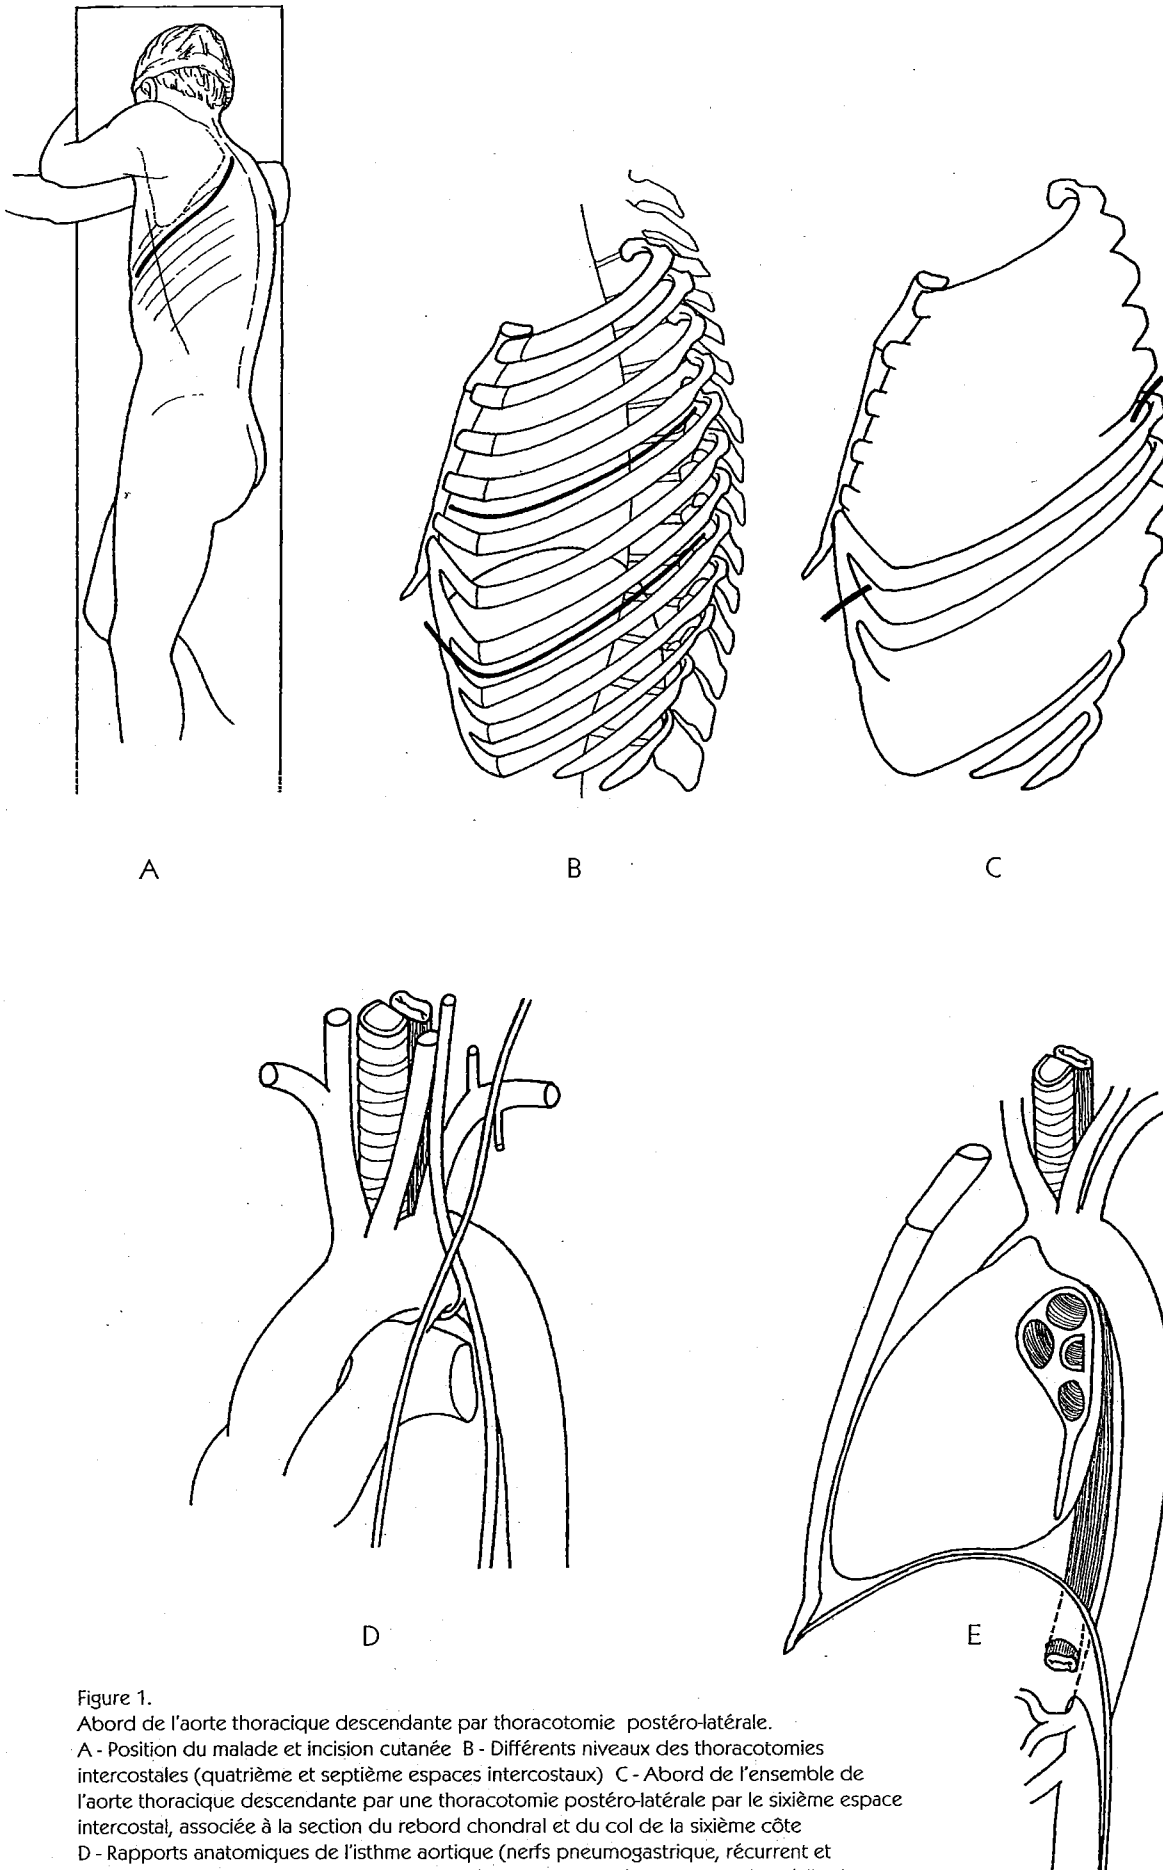 A
B
C
D
E
Figure 1.
Abord de l'aorte thoracique descendante par thoracotomie postéro-latérale.
A - Position du malade et incision cutanée B - Différents niveaux des thoracotomies
intercostales (quatrième et septième espaces intercostaux) C - Abord de l'ensemble de
l'aorte thoracique descendante par une thoracotomie postéro-latérale par le sixième espace
intercostal, associée à la section du rebord chondral et du col de la sixième côte
D - Rapports anatomiques de l'isthme aortique (nerfs pneumogastrique, récurrent et